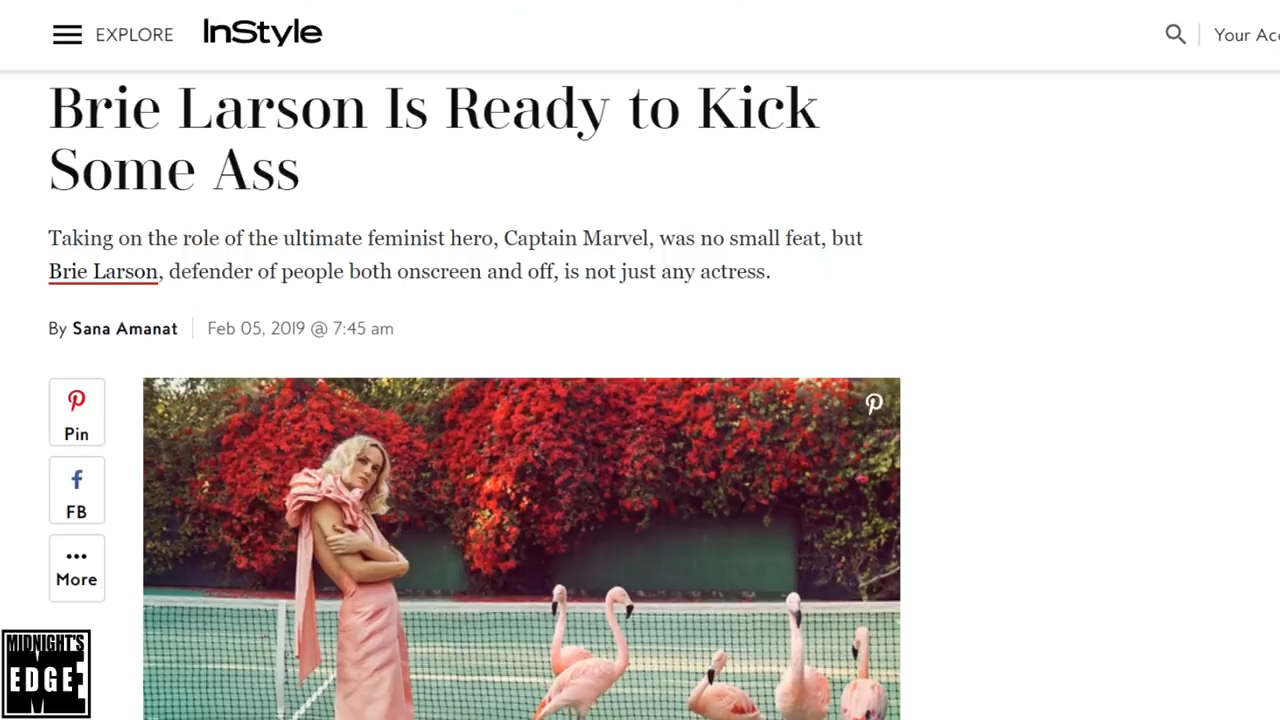 EXPLORE InStyle Your Acc
Brie Larson Is Ready to Kick
Some Ass
Taking on the role of the ultimate feminist hero, Captain Marvel, was no small feat, but
Brie Larson, defender of people both onscreen and off, is not just any actress.
By Sana Amanat Feb 05, 2019 @ 7:45 am
Pin
FB
More
MIDNIGHT'S
EDGE